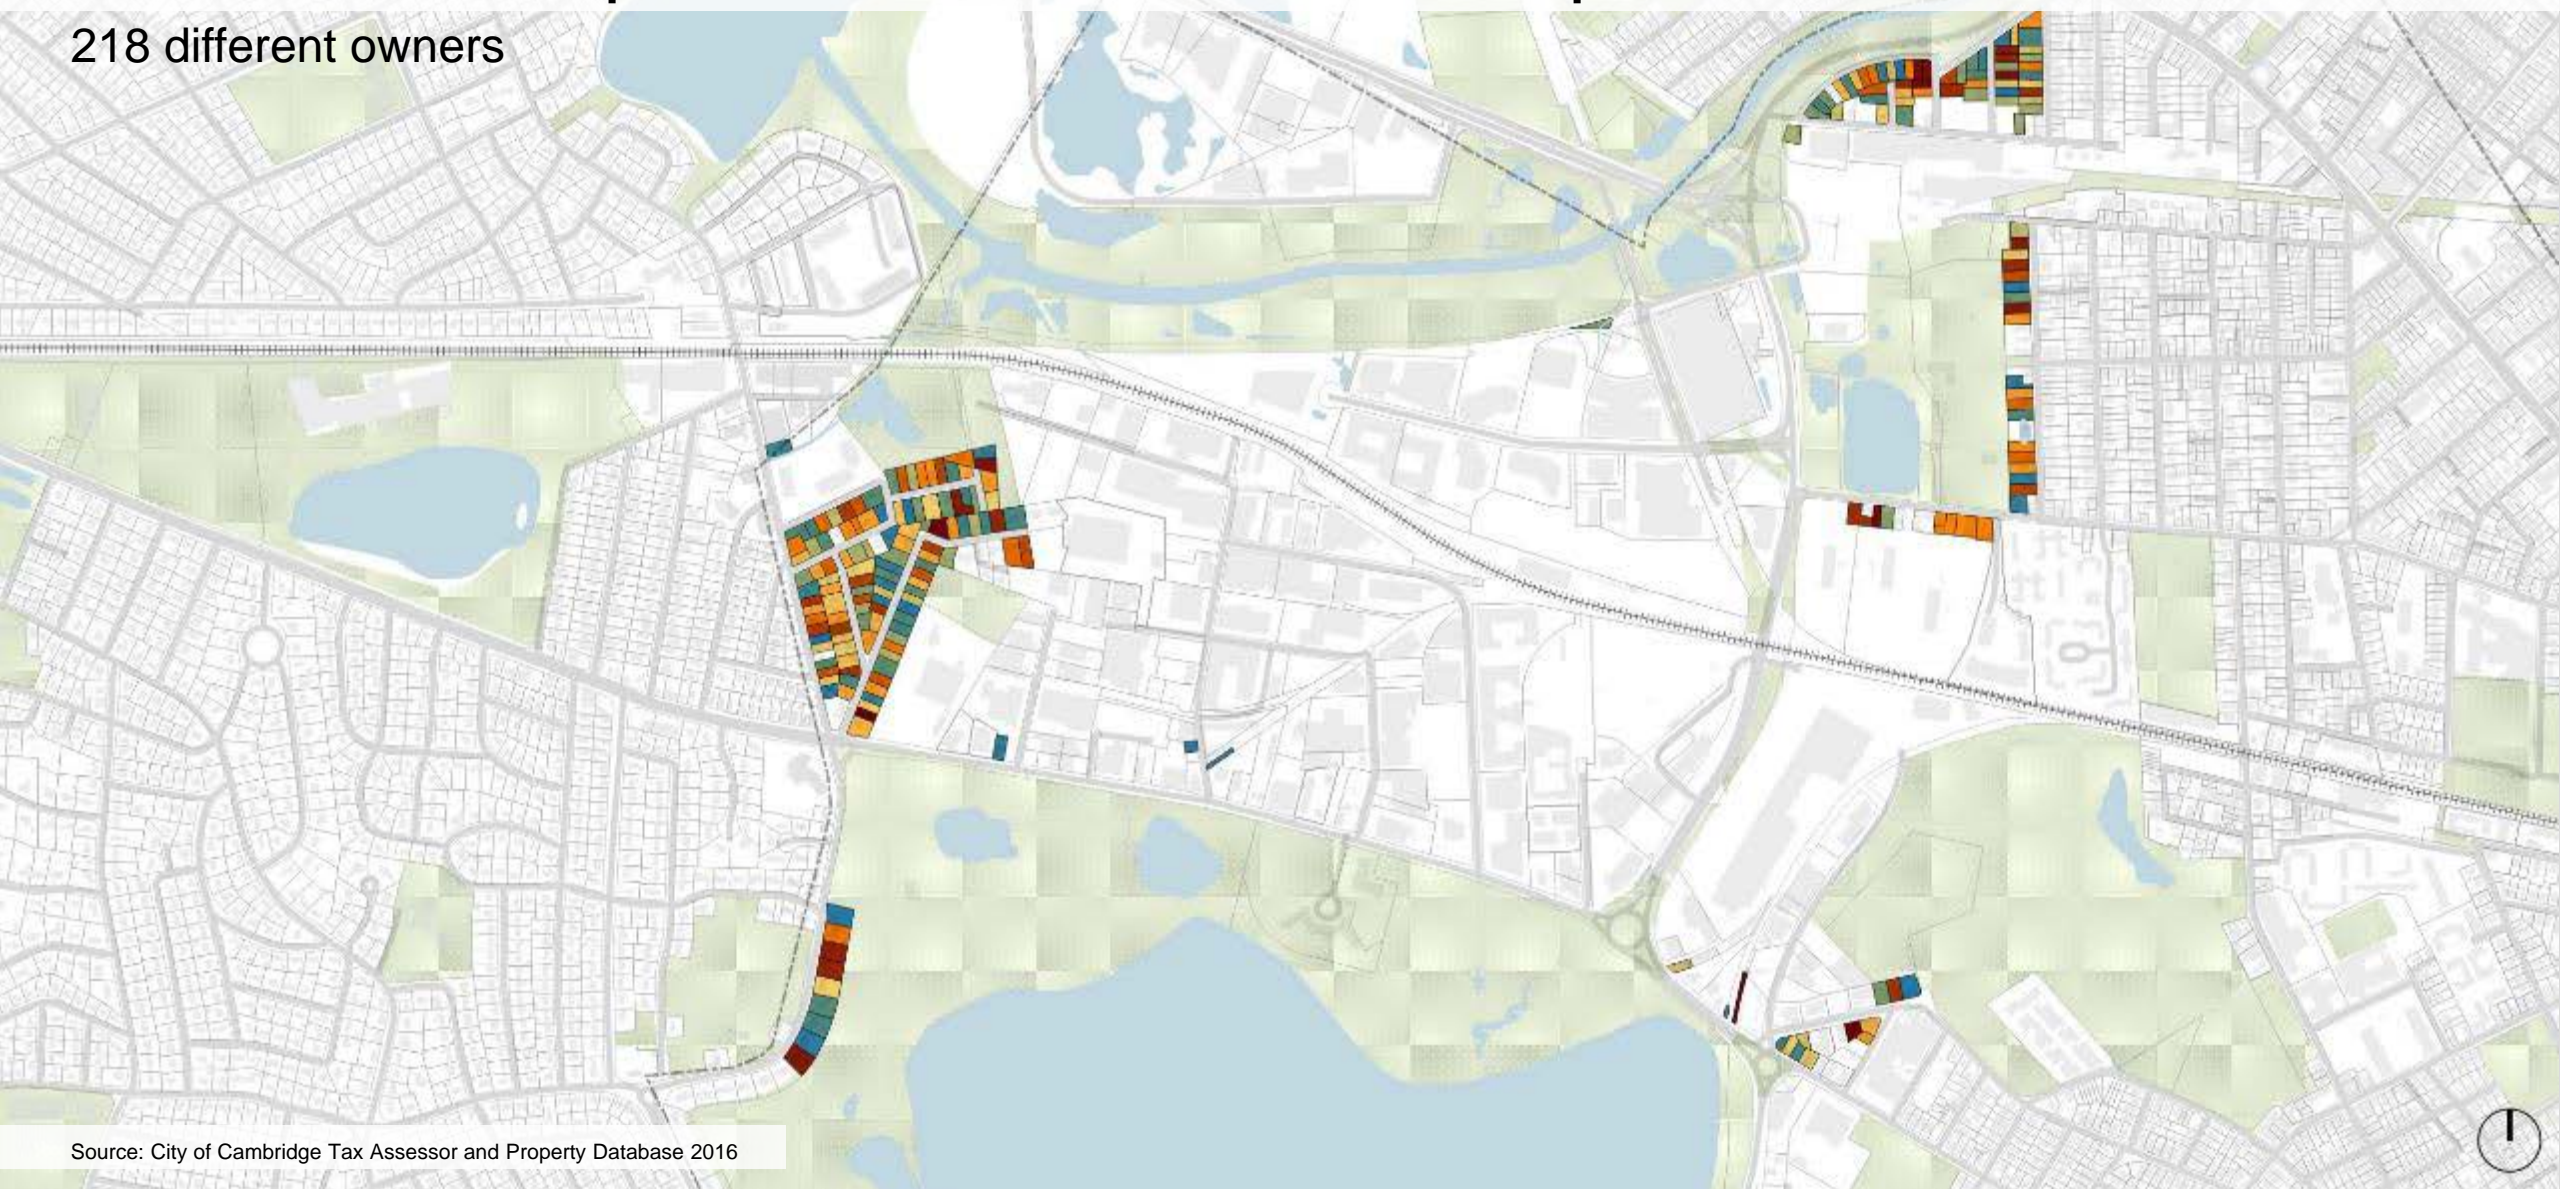 218 different owners
Source: City of Cambridge Tax Assessor and Property Database 2016